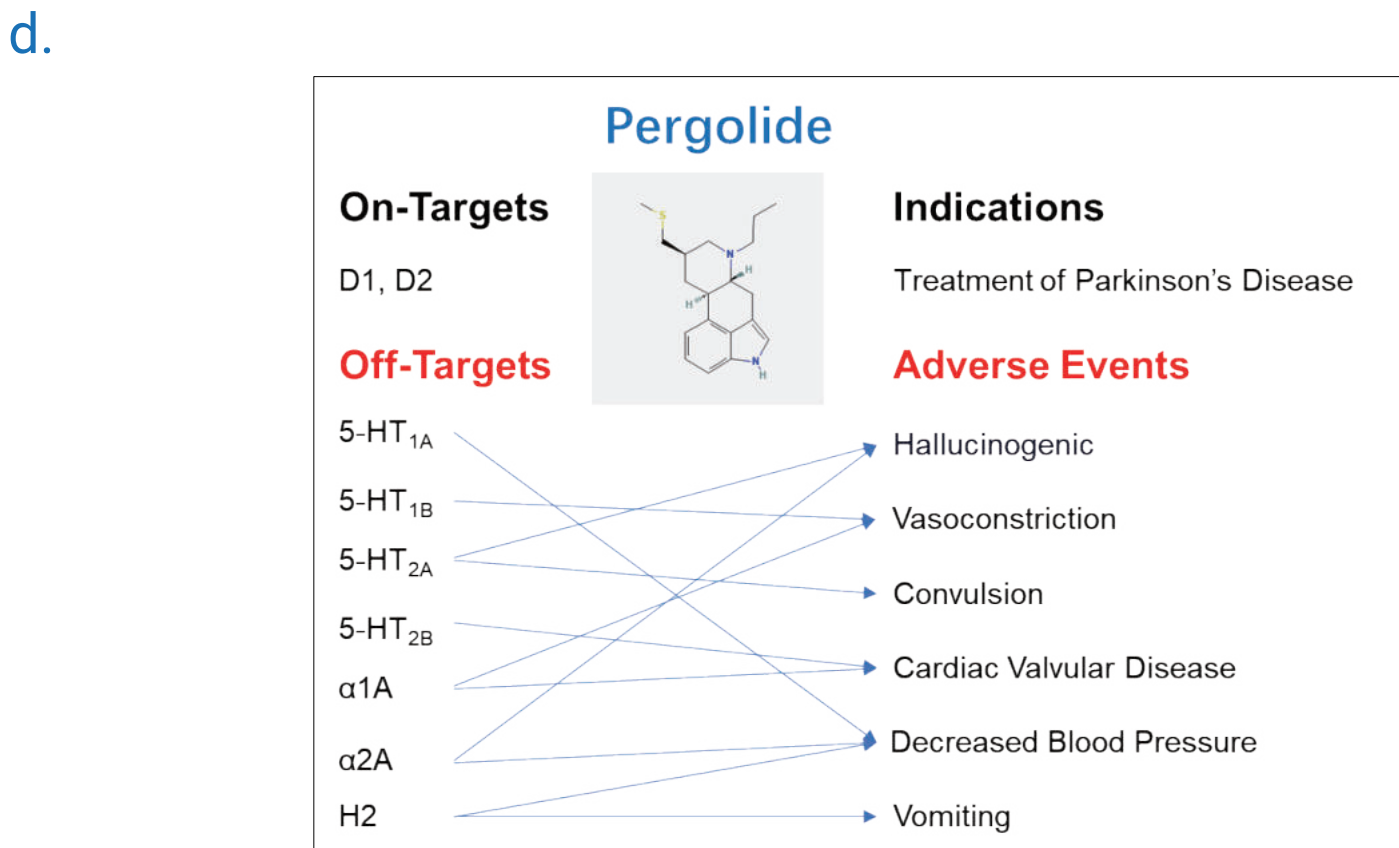 d.
Pergolide
On-Targets
Indications
D1, D2
Treatment of Parkinson's Disease
Off-Targets
Adverse Events
S
N
H
H
N
H
5-HT1A
5-HT1B
5-HT2A
5-HT2B
α1A
α2A
H2
Hallucinogenic
Vasoconstriction
Convulsion
Cardiac Valvular Disease
Decreased Blood Pressure
Vomiting